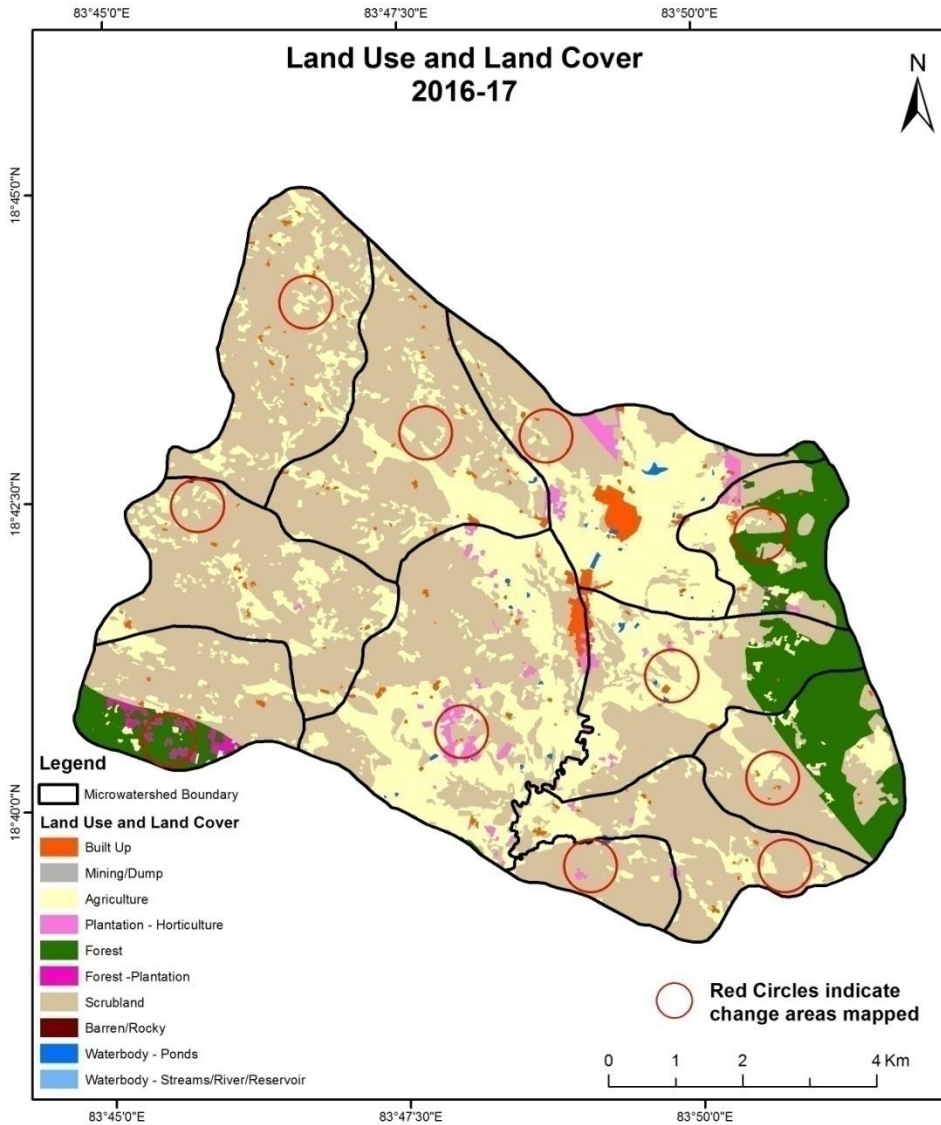 83°45'0"E 83°47'30"E 83°50'0"E
Land Use and Land Cover
2016-17
N
18°45'0"N
18°42'30"N
18°40'0"N
Legend
Microwatershed Boundary
Land Use and Land Cover
Built Up
Mining/Dump
Agriculture
Plantation - Horticulture
Forest
Forest -Plantation
Scrubland
Barren/Rocky
Waterbody - Ponds
Waterbody - Streams/River/Reservoir
Red Circles indicate
change areas mapped
0 1 2 4 Km
83°45'0"E 83°47'30"E 83°50'0"E